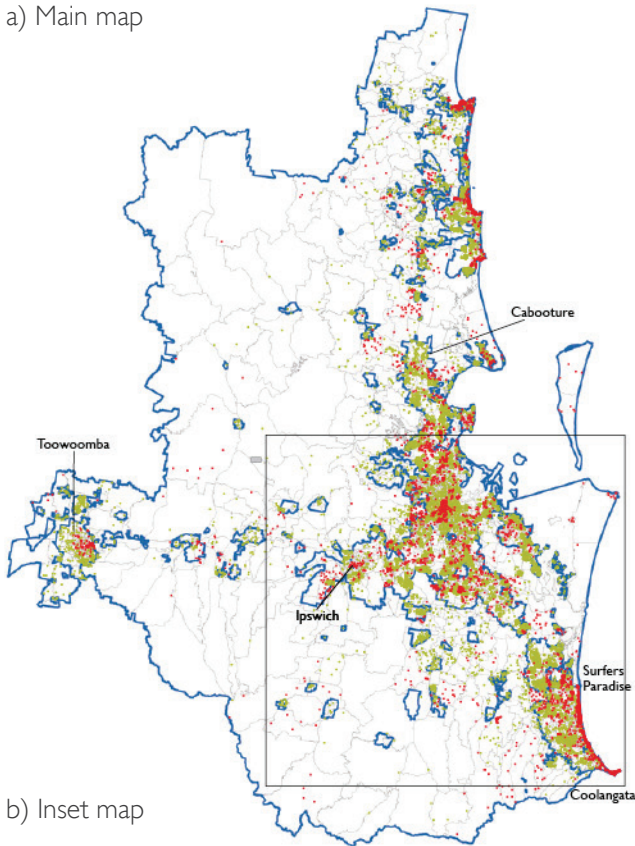 a) Main map
Cabooture
Toowoomba
Ipswich
Surfers
Paradise
Coolangata
b) Inset map